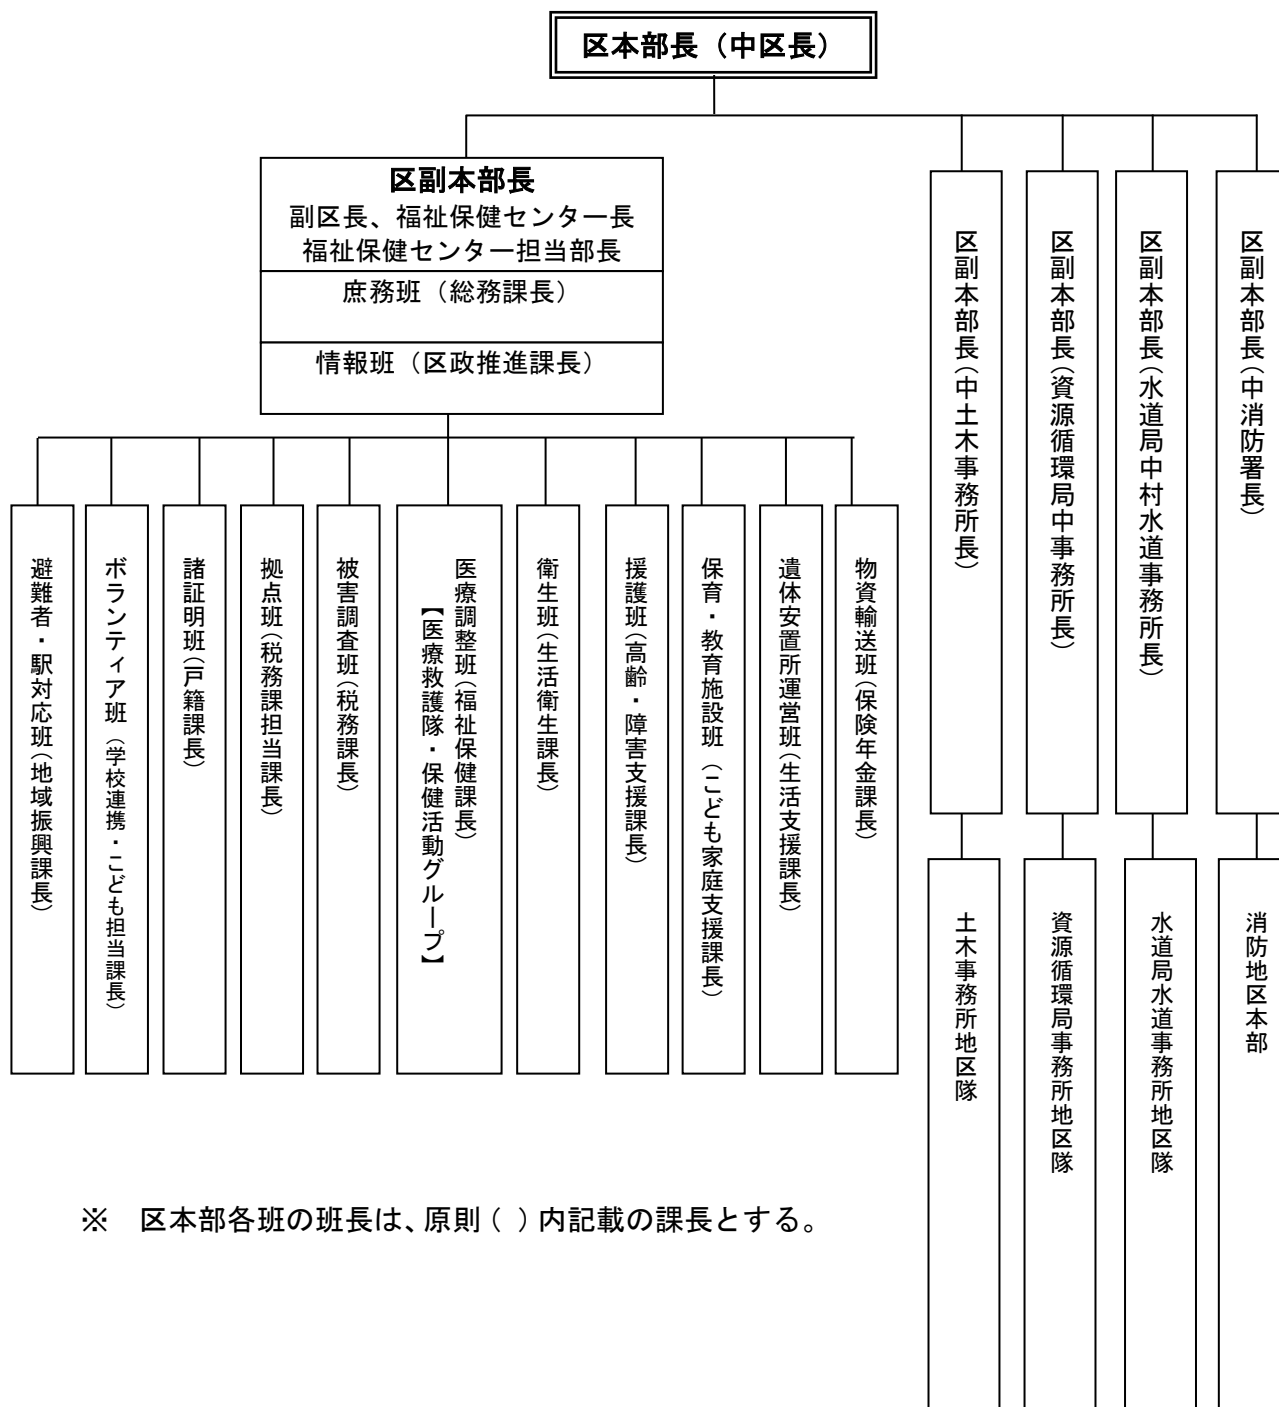 区本部長（中区長）
区副本部長
副区長、福祉保健センター長
福祉保健センター担当部長
庶務班（総務課長）
情報班（区政推進課長）
区副本部長（中土木事務所長）
区副本部長（資源循環局中事務所長）
区副本部長（水道局中村水道事務所長）
区副本部長（中消防署長）
避難者・駅対応班（地域振興課長）
ボランティア班（学校連携・こども担当課長）
諸証明班（戸籍課長）
拠点班（税務課担当課長）
被害調査班（税務課長）
医療調整班（福祉保健課長）
【医療救護隊・保健活動グループ】
衛生班（生活衛生課長）
援護班（高齢・障害支援課長）
保育・教育施設班（こども家庭支援課長）
遺体安置所運営班（生活支援課長）
物資輸送班（保険年金課長）
土木事務所地区隊
資源循環局事務所地区隊
水道局水道事務所地区隊
消防地区本部
※　区本部各班の班長は、原則（ ）内記載の課長とする。